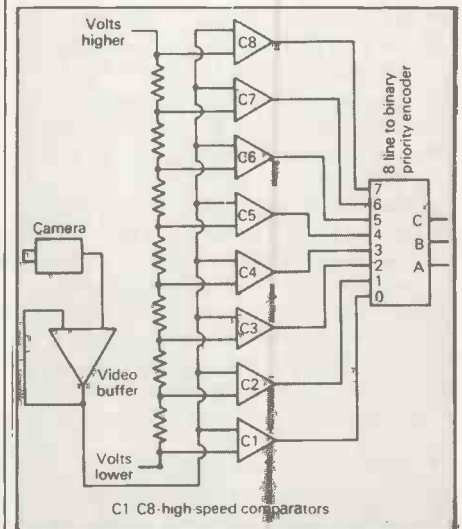 Volts
higher
C8
C7
C6
C5
C4
C3
C2
C1
8 line to binary
priority encoder
7
6
5
4
3
2
1
0
C
B
A
Camera
Video
buffer
Volts
lower
C1 C8-high-speed comparators